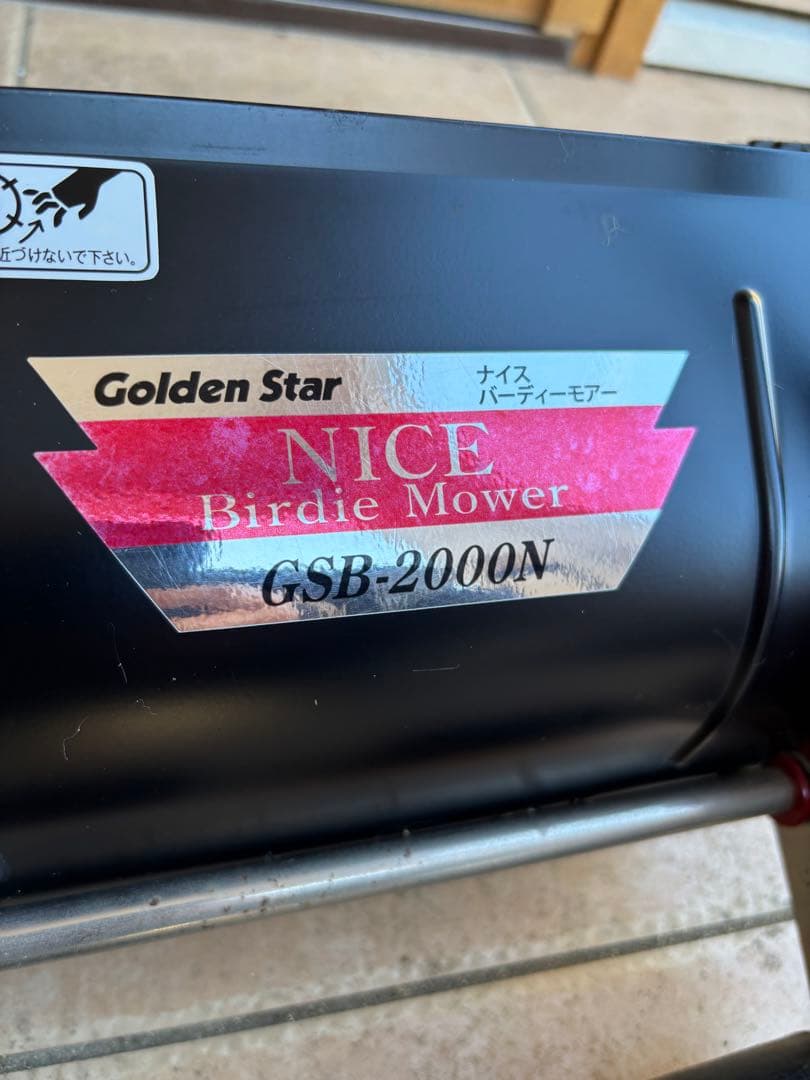 近づけないで下さい。
Golden Star
ナイス
バーディーモアー
NICE
Birdie Mower
GSB-2000N